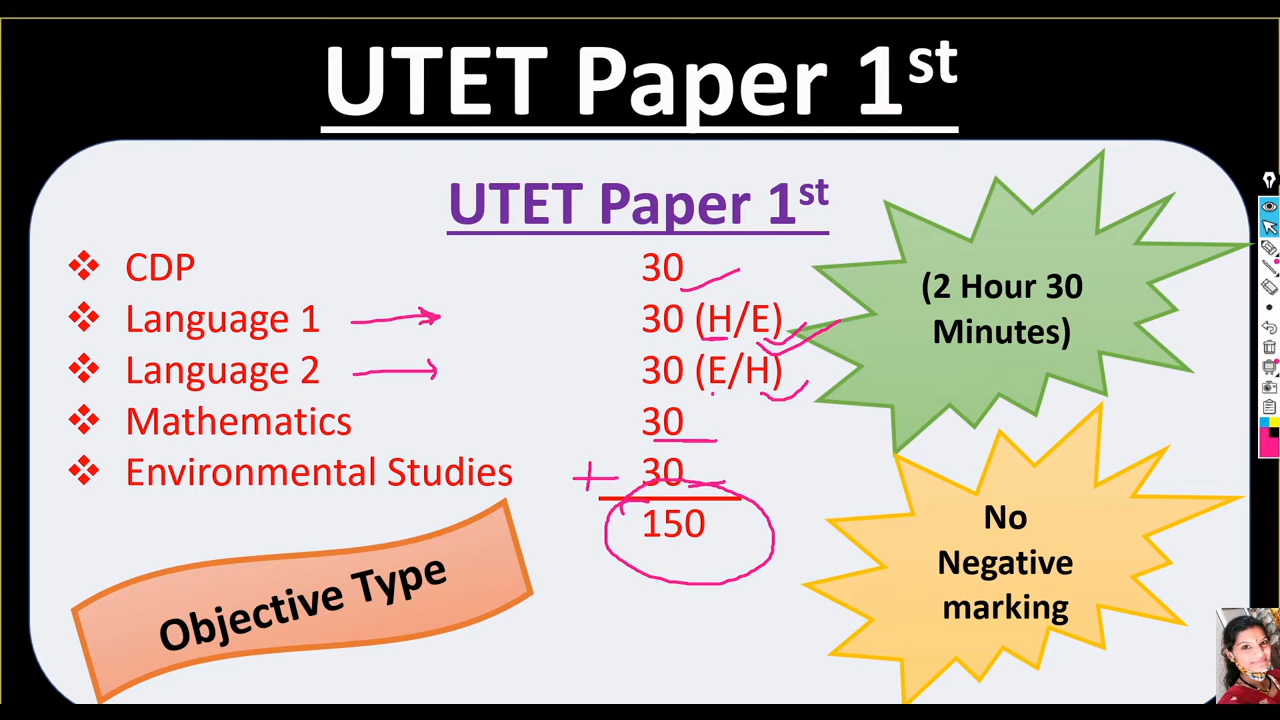 UTET Paper 1st
UTET Paper 1st
❖ CDP 30
❖ Language 1 30 (H/E)
❖ Language 2 30 (E/H)
❖ Mathematics 30
❖ Environmental Studies + 30
150
(2 Hour 30
Minutes)
No
Negative
marking
Objective Type